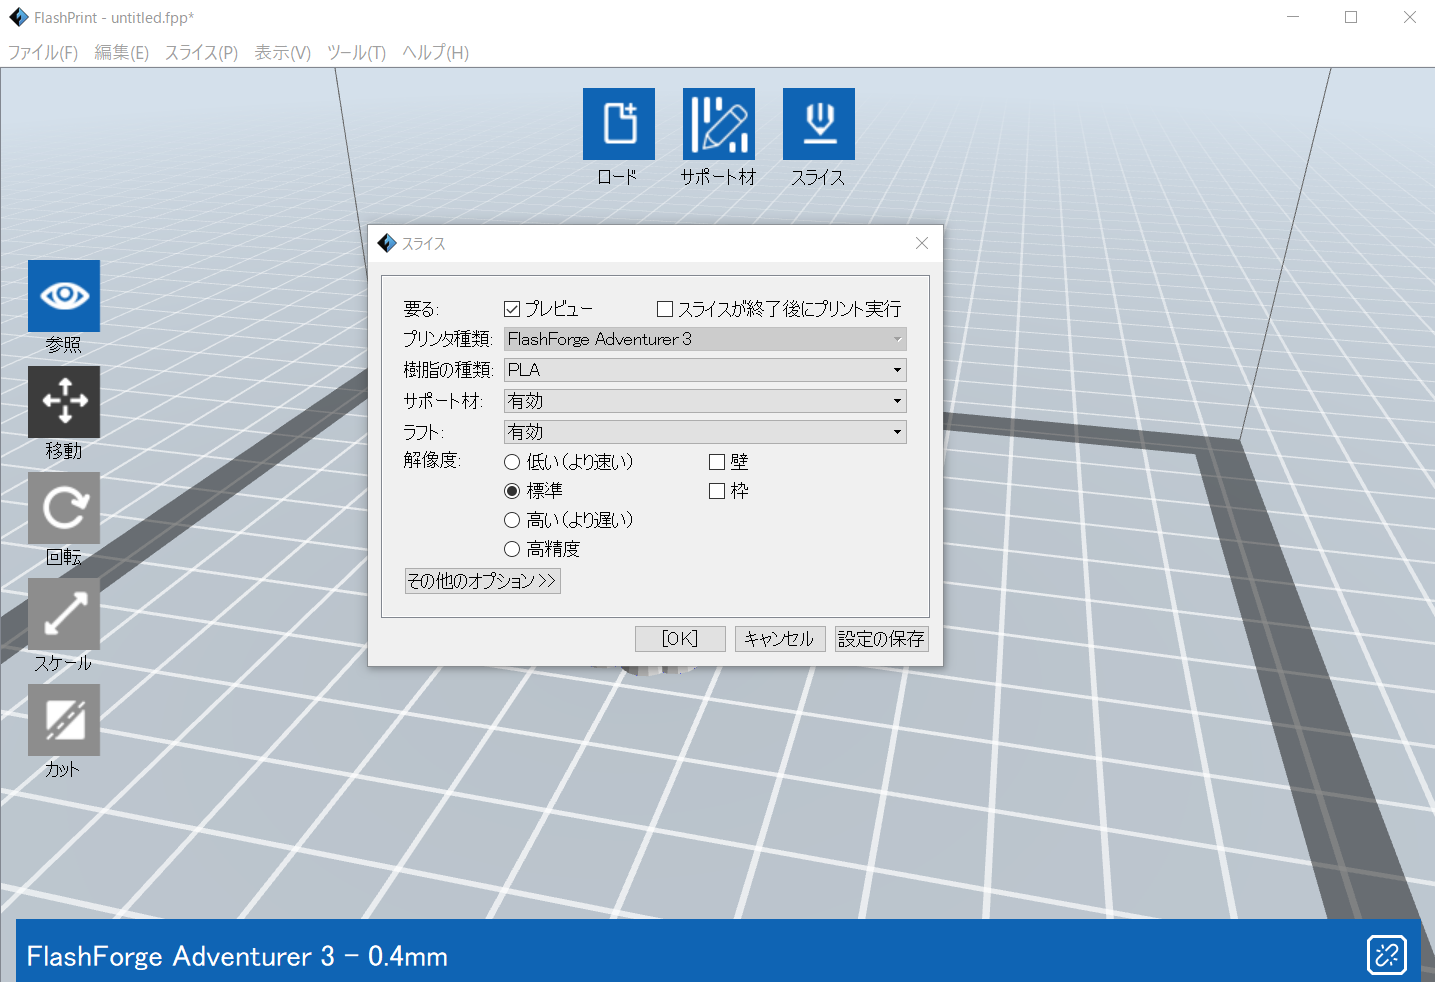 FlashPrint - untitled.fpp*
ファイル(F) 編集(E) スライス(P) 表示(V) ツール(T) ヘルプ(H)
ロード サポート材 スライス
スライス
要る: プレビュー スライスが終了後にプリント実行
プリンタ種類: FlashForge Adventurer 3
樹脂の種類: PLA
サポート材: 有効
ラフト: 有効
解像度: 低い(より速い) 壁
標準 枠
高い(より遅い)
高精度
その他のオプション>>
[OK] キャンセル 設定の保存
参照
移動
回転
スケール
カット
FlashForge Adventurer 3 - 0.4mm